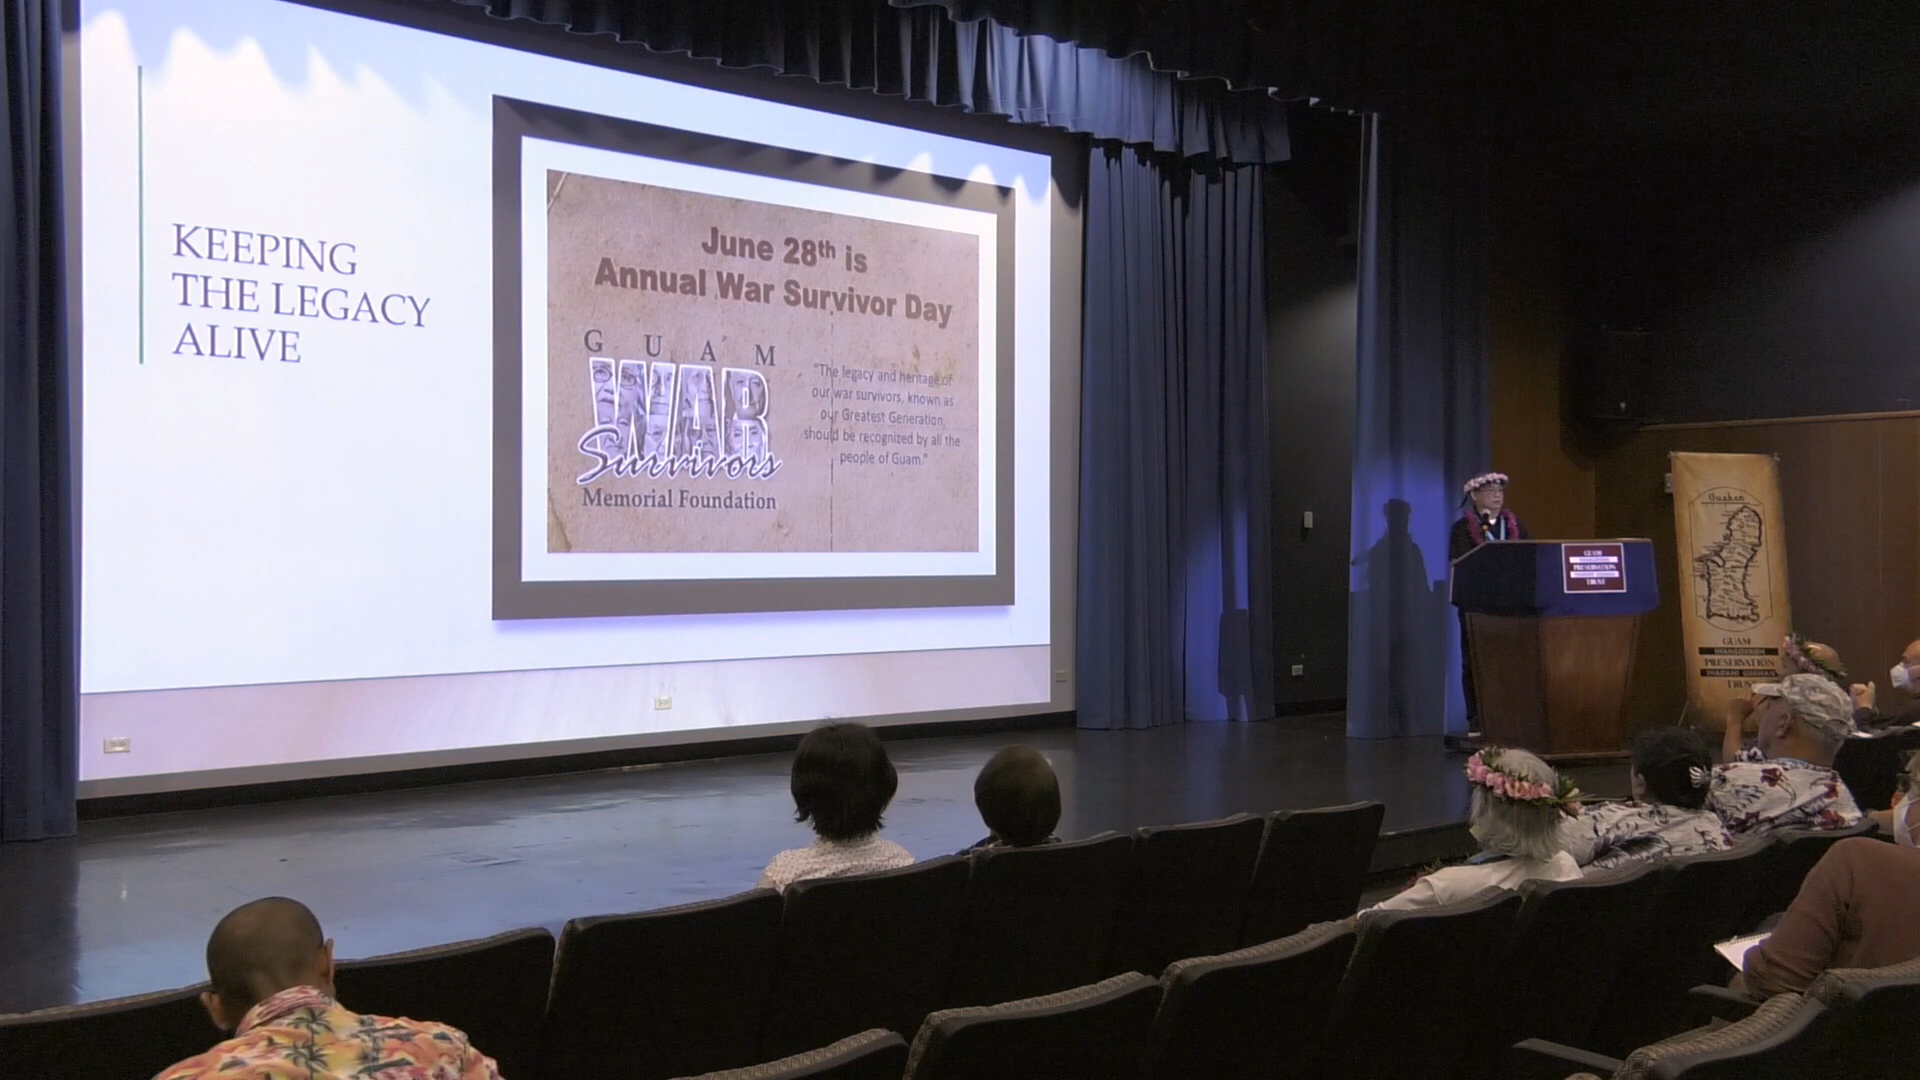 KEEPING
THE LEGACY
ALIVE
June 28th is
Annual War Survivor Day
GUAM
WAR
Survivors
Memorial Foundation
"The legacy and heritage of
our war survivors, known as
our Greatest Generation,
should be recognized by all the
people of Guam."
GUAM
PRESERVATION
TRUST
Guahan
GUAM
PRESERVATION
TRUST